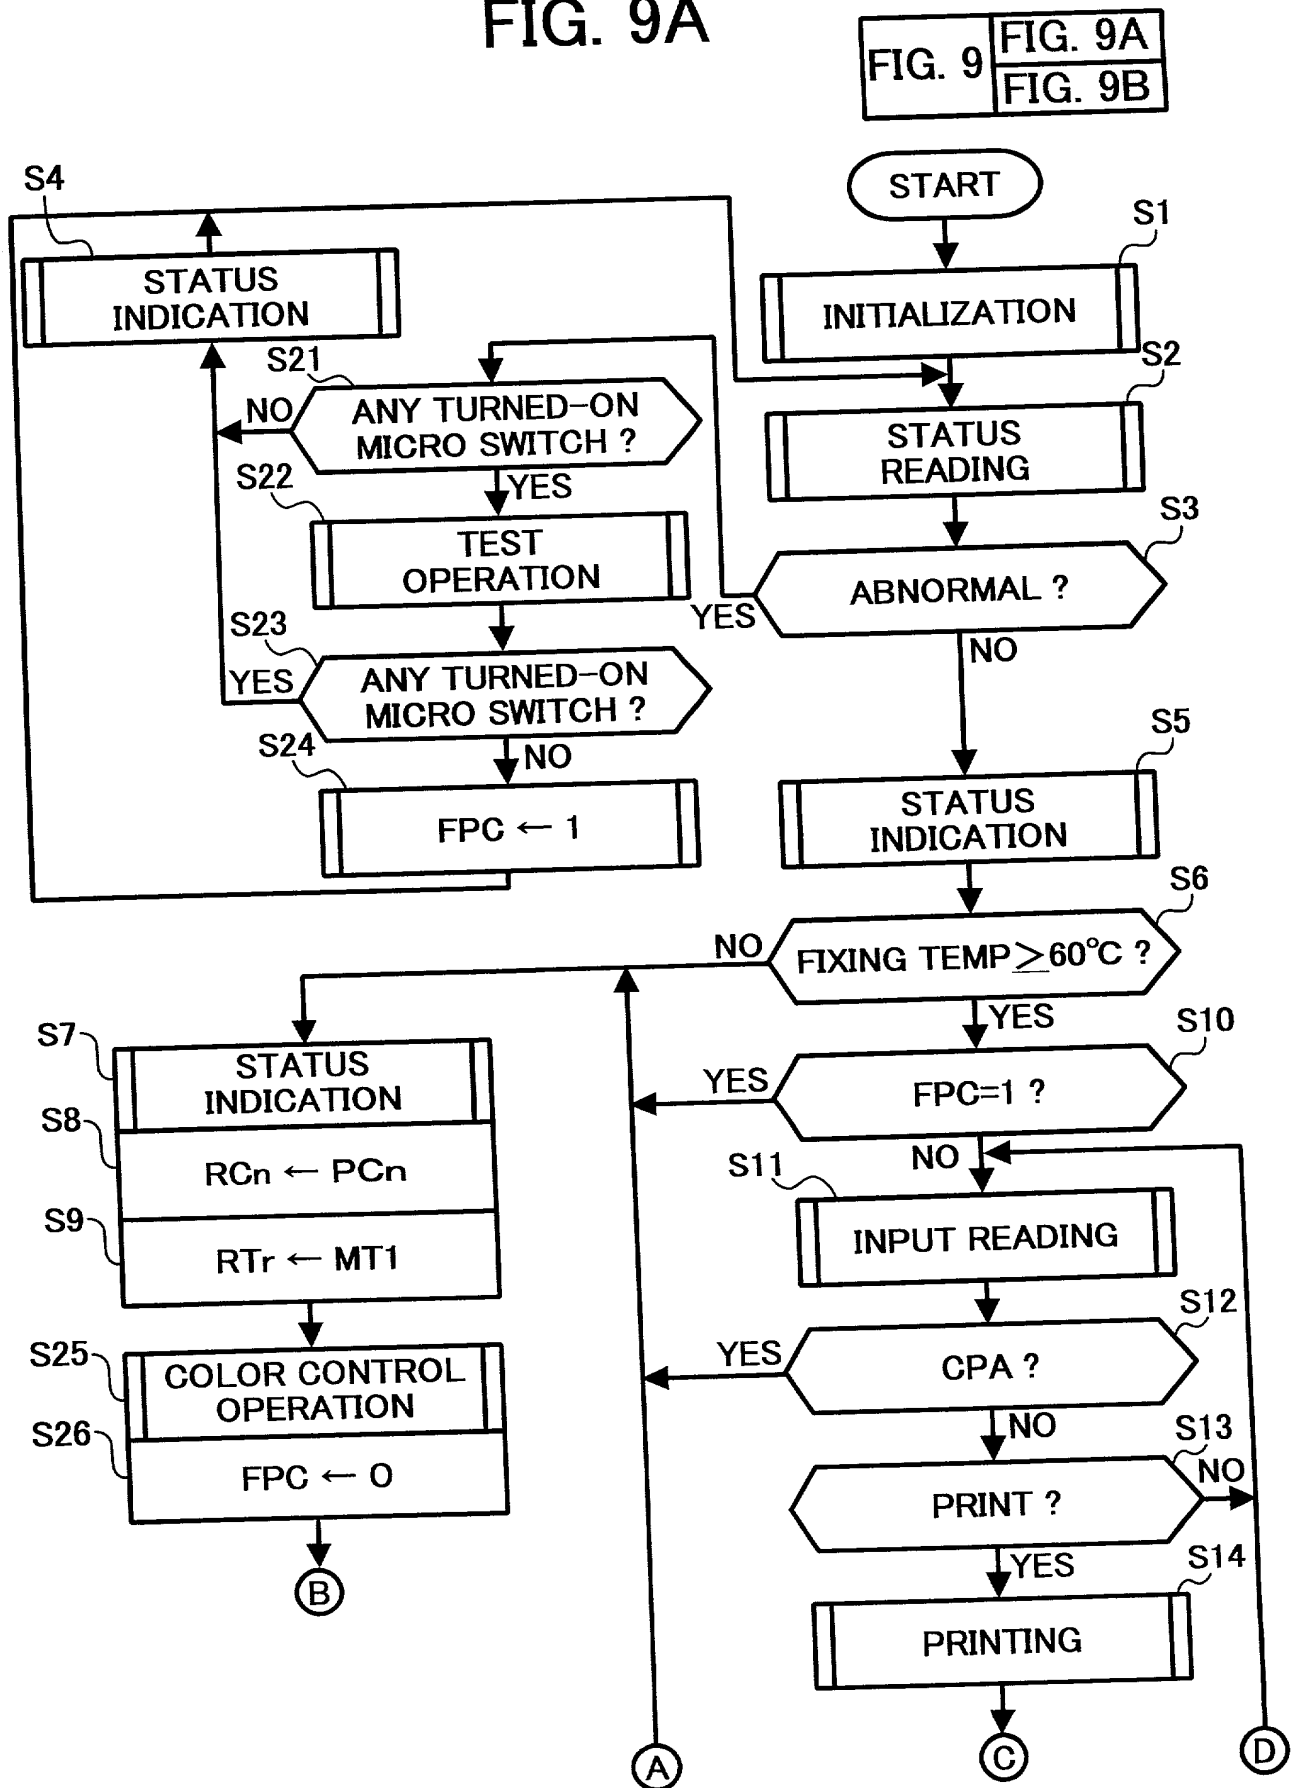 FIG. 9A
FIG. 9
FIG. 9A
FIG. 9B
START
S1
INITIALIZATION
S2
STATUS
READING
S3
ABNORMAL ?
YES
NO
S4
STATUS
INDICATION
S21
ANY TURNED-ON
MICRO SWITCH ?
NO
YES
S22
TEST
OPERATION
S23
ANY TURNED-ON
MICRO SWITCH ?
YES
NO
S24
FPC ← 1
S5
STATUS
INDICATION
S6
FIXING TEMP ≥ 60°C ?
NO
YES
S7
STATUS
INDICATION
S8
RCn ← PCn
S9
RTr ← MT1
S25
COLOR CONTROL
OPERATION
S26
FPC ← 0
B
S10
FPC=1 ?
YES
NO
S11
INPUT READING
S12
CPA ?
YES
NO
S13
PRINT ?
NO
YES
S14
PRINTING
A
C
D